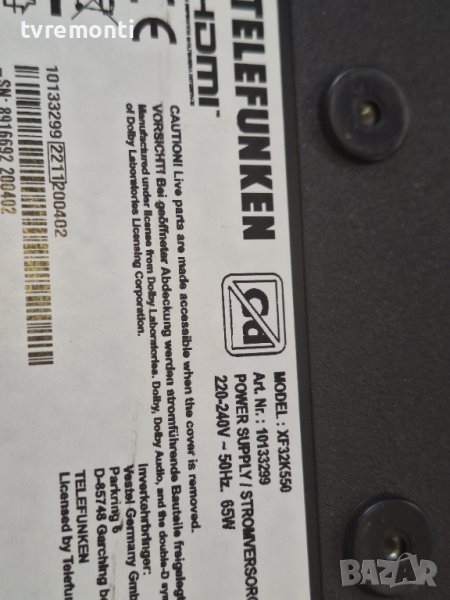 tvremonti
TELEFUNKEN
HDMI
CE
MODEL : XF32K550
Art. Nr.: 10133299
POWER SUPPLY / STROMVERSORG
220-240V ~ 50Hz. 65W
CAUTION! Live parts are made accessible when the cover is removed.
VORSICHT! Bei geöffneter Abdeckung werden stromführende Bauteile freigelegt
Manufactured under license from Dolby Laboratories. Dolby, Dolby Audio, and the double-D sy
of Dolby Laboratories Licensing Corporation.
Inverkehrbringer:
Vestel Germany Gmb
Parkring 6
D-85748 Garching b
TELEFUNKEN
Licensed by Telefun
10133299 2211 200402
SN: 8916692 200402
BAZAR